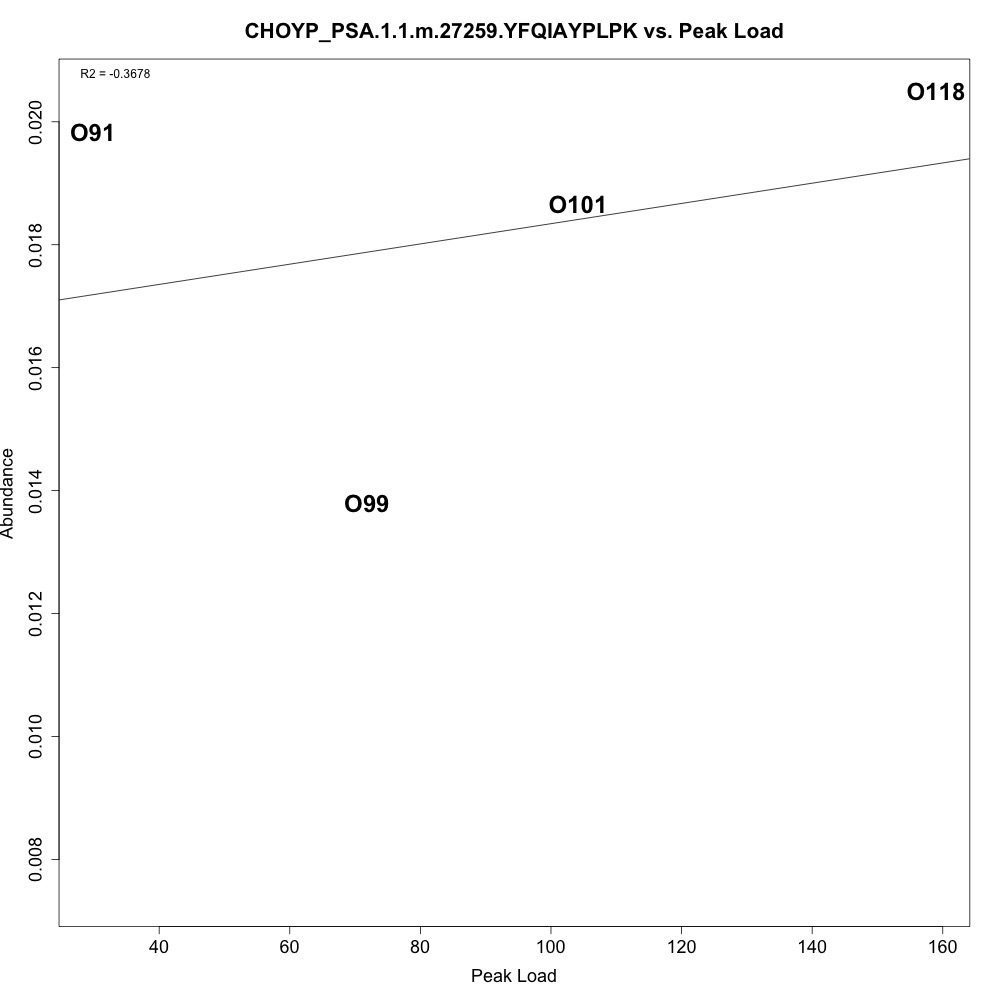 CHOYP_PSA.1.1.m.27259.YFQIAYPLPK vs. Peak Load
R2 = -0.3678
O118
O91
O101
O99
0.020
0.018
0.016
0.014
0.012
0.010
0.008
Abundance
40 60 80 100 120 140 160
Peak Load